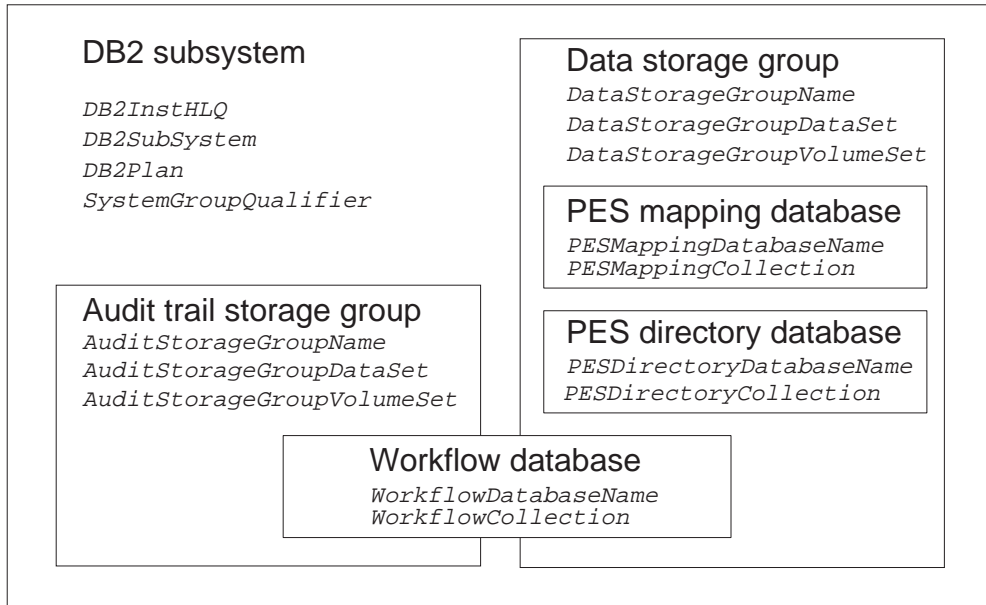 DB2 subsystem
DB2InstHLQ
DB2SubSystem
DB2Plan
SystemGroupQualifier
Data storage group
DataStorageGroupName
DataStorageGroupDataSet
DataStorageGroupVolumeSet
PES mapping database
PESMappingDatabaseName
PESMappingCollection
Audit trail storage group
AuditStorageGroupName
AuditStorageGroupDataSet
AuditStorageGroupVolumeSet
PES directory database
PESDirectoryDatabaseName
PESDirectoryCollection
Workflow database
WorkflowDatabaseName
WorkflowCollection